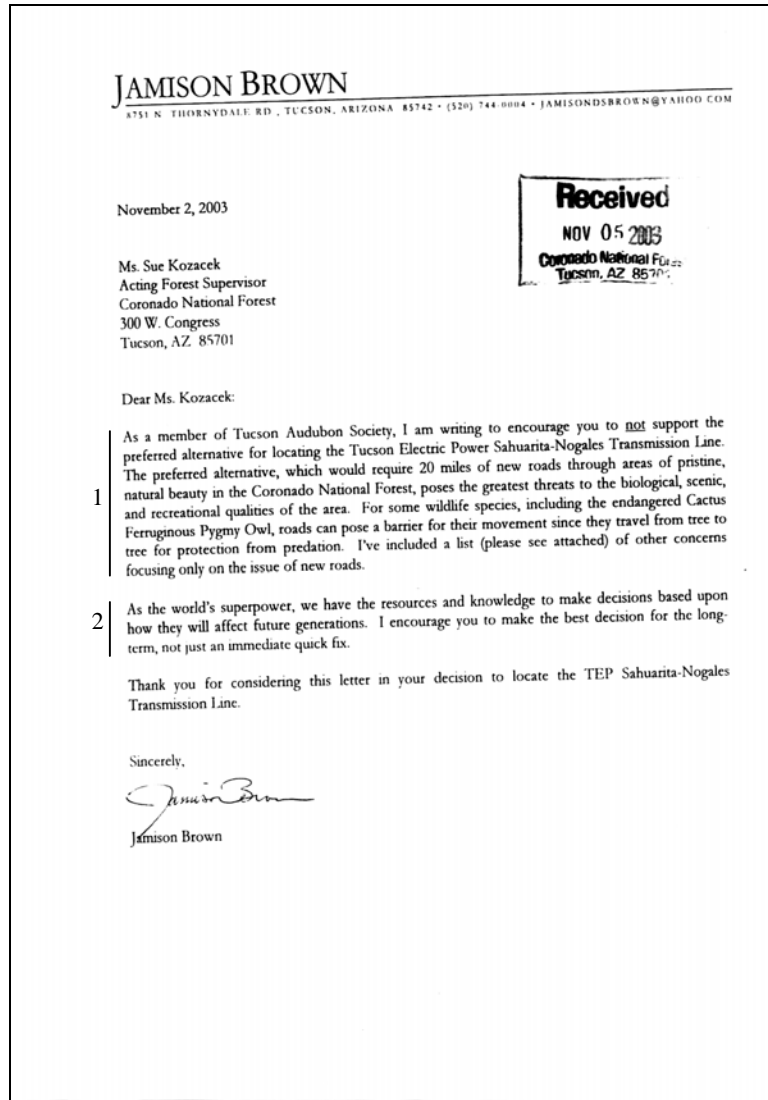 JAMISON BROWN
8751 N THORNYDALE RD , TUCSON, ARIZONA 85742 • (520) 744-0004 • JAMISONDSBROWN@YAHOO COM
November 2, 2003
Received
NOV 05 2003
Coronado National
Tucson, AZ
Ms. Sue Kozacek
Acting Forest Supervisor
Coronado National Forest
300 W. Congress
Tucson, AZ 85701
Dear Ms. Kozacek:
As a member of Tucson Audubon Society, I am writing to encourage you to not support the
preferred alternative for locating the Tucson Electric Power Sahuarita-Nogales Transmission Line.
The preferred alternative, which would require 20 miles of new roads through areas of pristine,
1 natural beauty in the Coronado National Forest, poses the greatest threats to the biological, scenic,
and recreational qualities of the area. For some wildlife species, including the endangered Cactus
Ferruginous Pygmy Owl, roads can pose a barrier for their movement since they travel from tree to
tree for protection from predation. I've included a list (please see attached) of other concerns
focusing only on the issue of new roads.
As the world's superpower, we have the resources and knowledge to make decisions based upon
2 how they will affect future generations. I encourage you to make the best decision for the long-
term, not just an immediate quick fix.
Thank you for considering this letter in your decision to locate the TEP Sahuarita-Nogales
Transmission Line.
Sincerely,
Jamison Brown
Jamison Brown